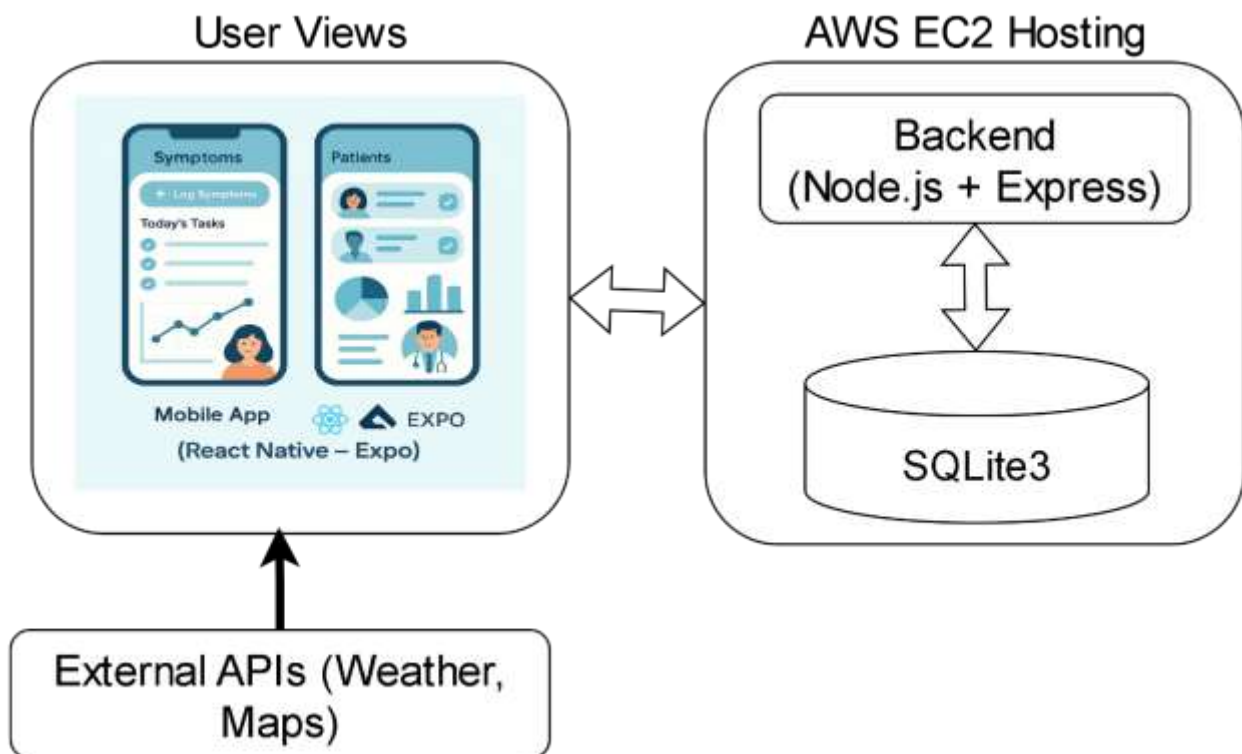 User Views
Symptoms
+ Log Symptoms
Today's Tasks
Patients
Mobile App
EXPO
(React Native – Expo)
AWS EC2 Hosting
Backend
(Node.js + Express)
SQLite3
External APIs (Weather,
Maps)